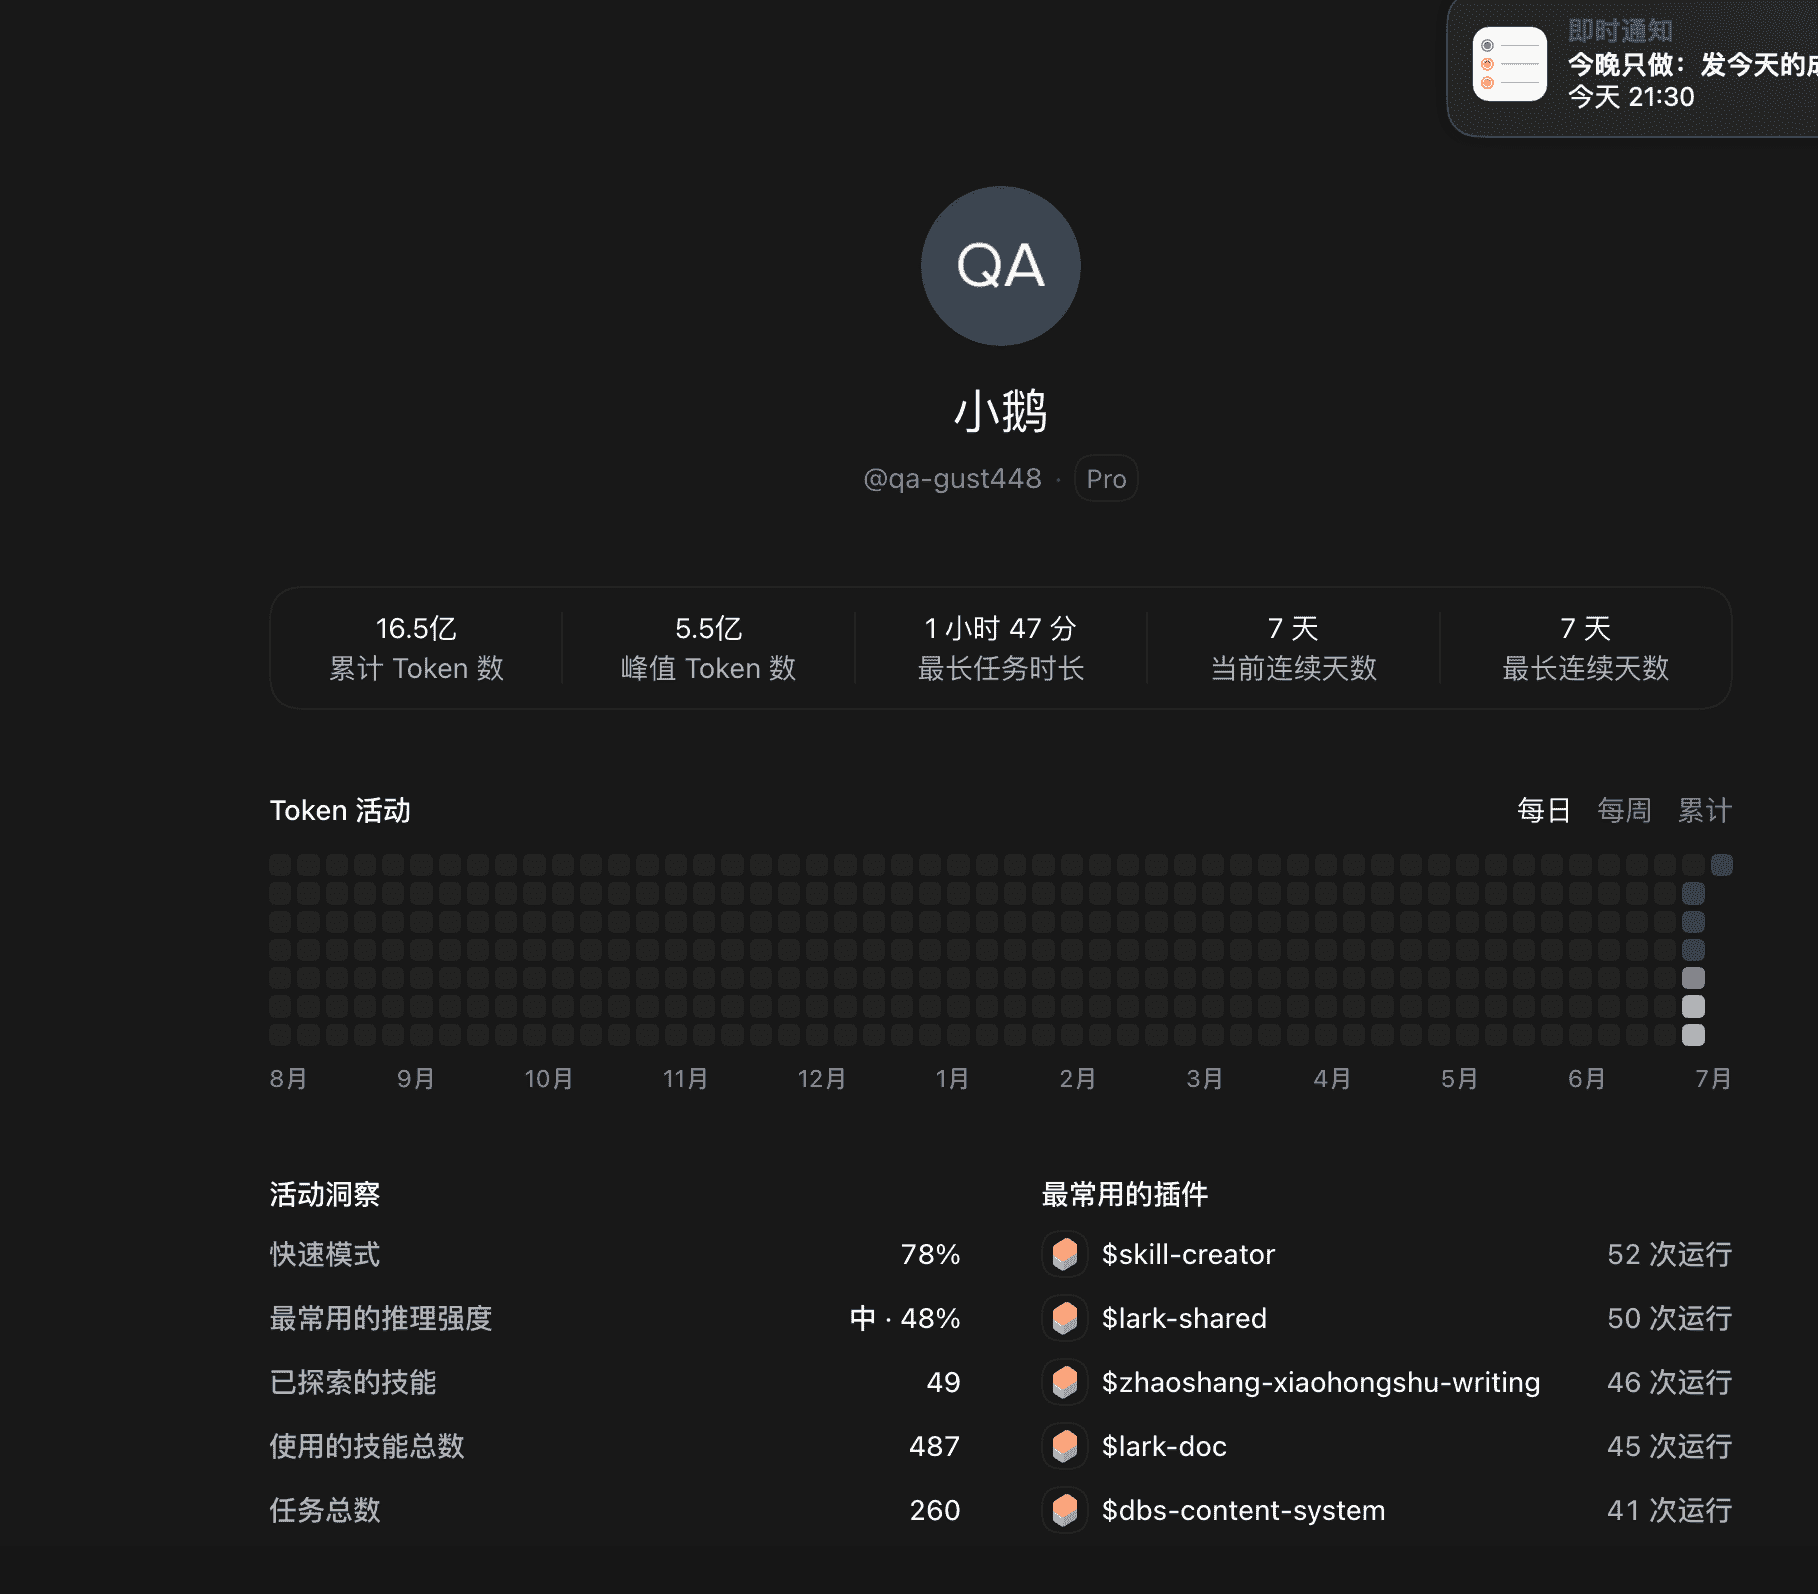 即时通知
今晚只做：发今天的
今天 21:30
QA
小鹅
@qa-gust448 · Pro
16.5亿
累计 Token 数
5.5亿
峰值 Token 数
1 小时 47 分
最长任务时长
7 天
当前连续天数
7 天
最长连续天数
Token 活动
每日 每周 累计
8月 9月 10月 11月 12月 1月 2月 3月 4月 5月 6月 7月
活动洞察
快速模式 78%
最常用的推理强度 中 · 48%
已探索的技能 49
使用的技能总数 487
任务总数 260
最常用的插件
$skill-creator 52 次运行
$lark-shared 50 次运行
$zhaoshang-xiaohongshu-writing 46 次运行
$lark-doc 45 次运行
$dbs-content-system 41 次运行